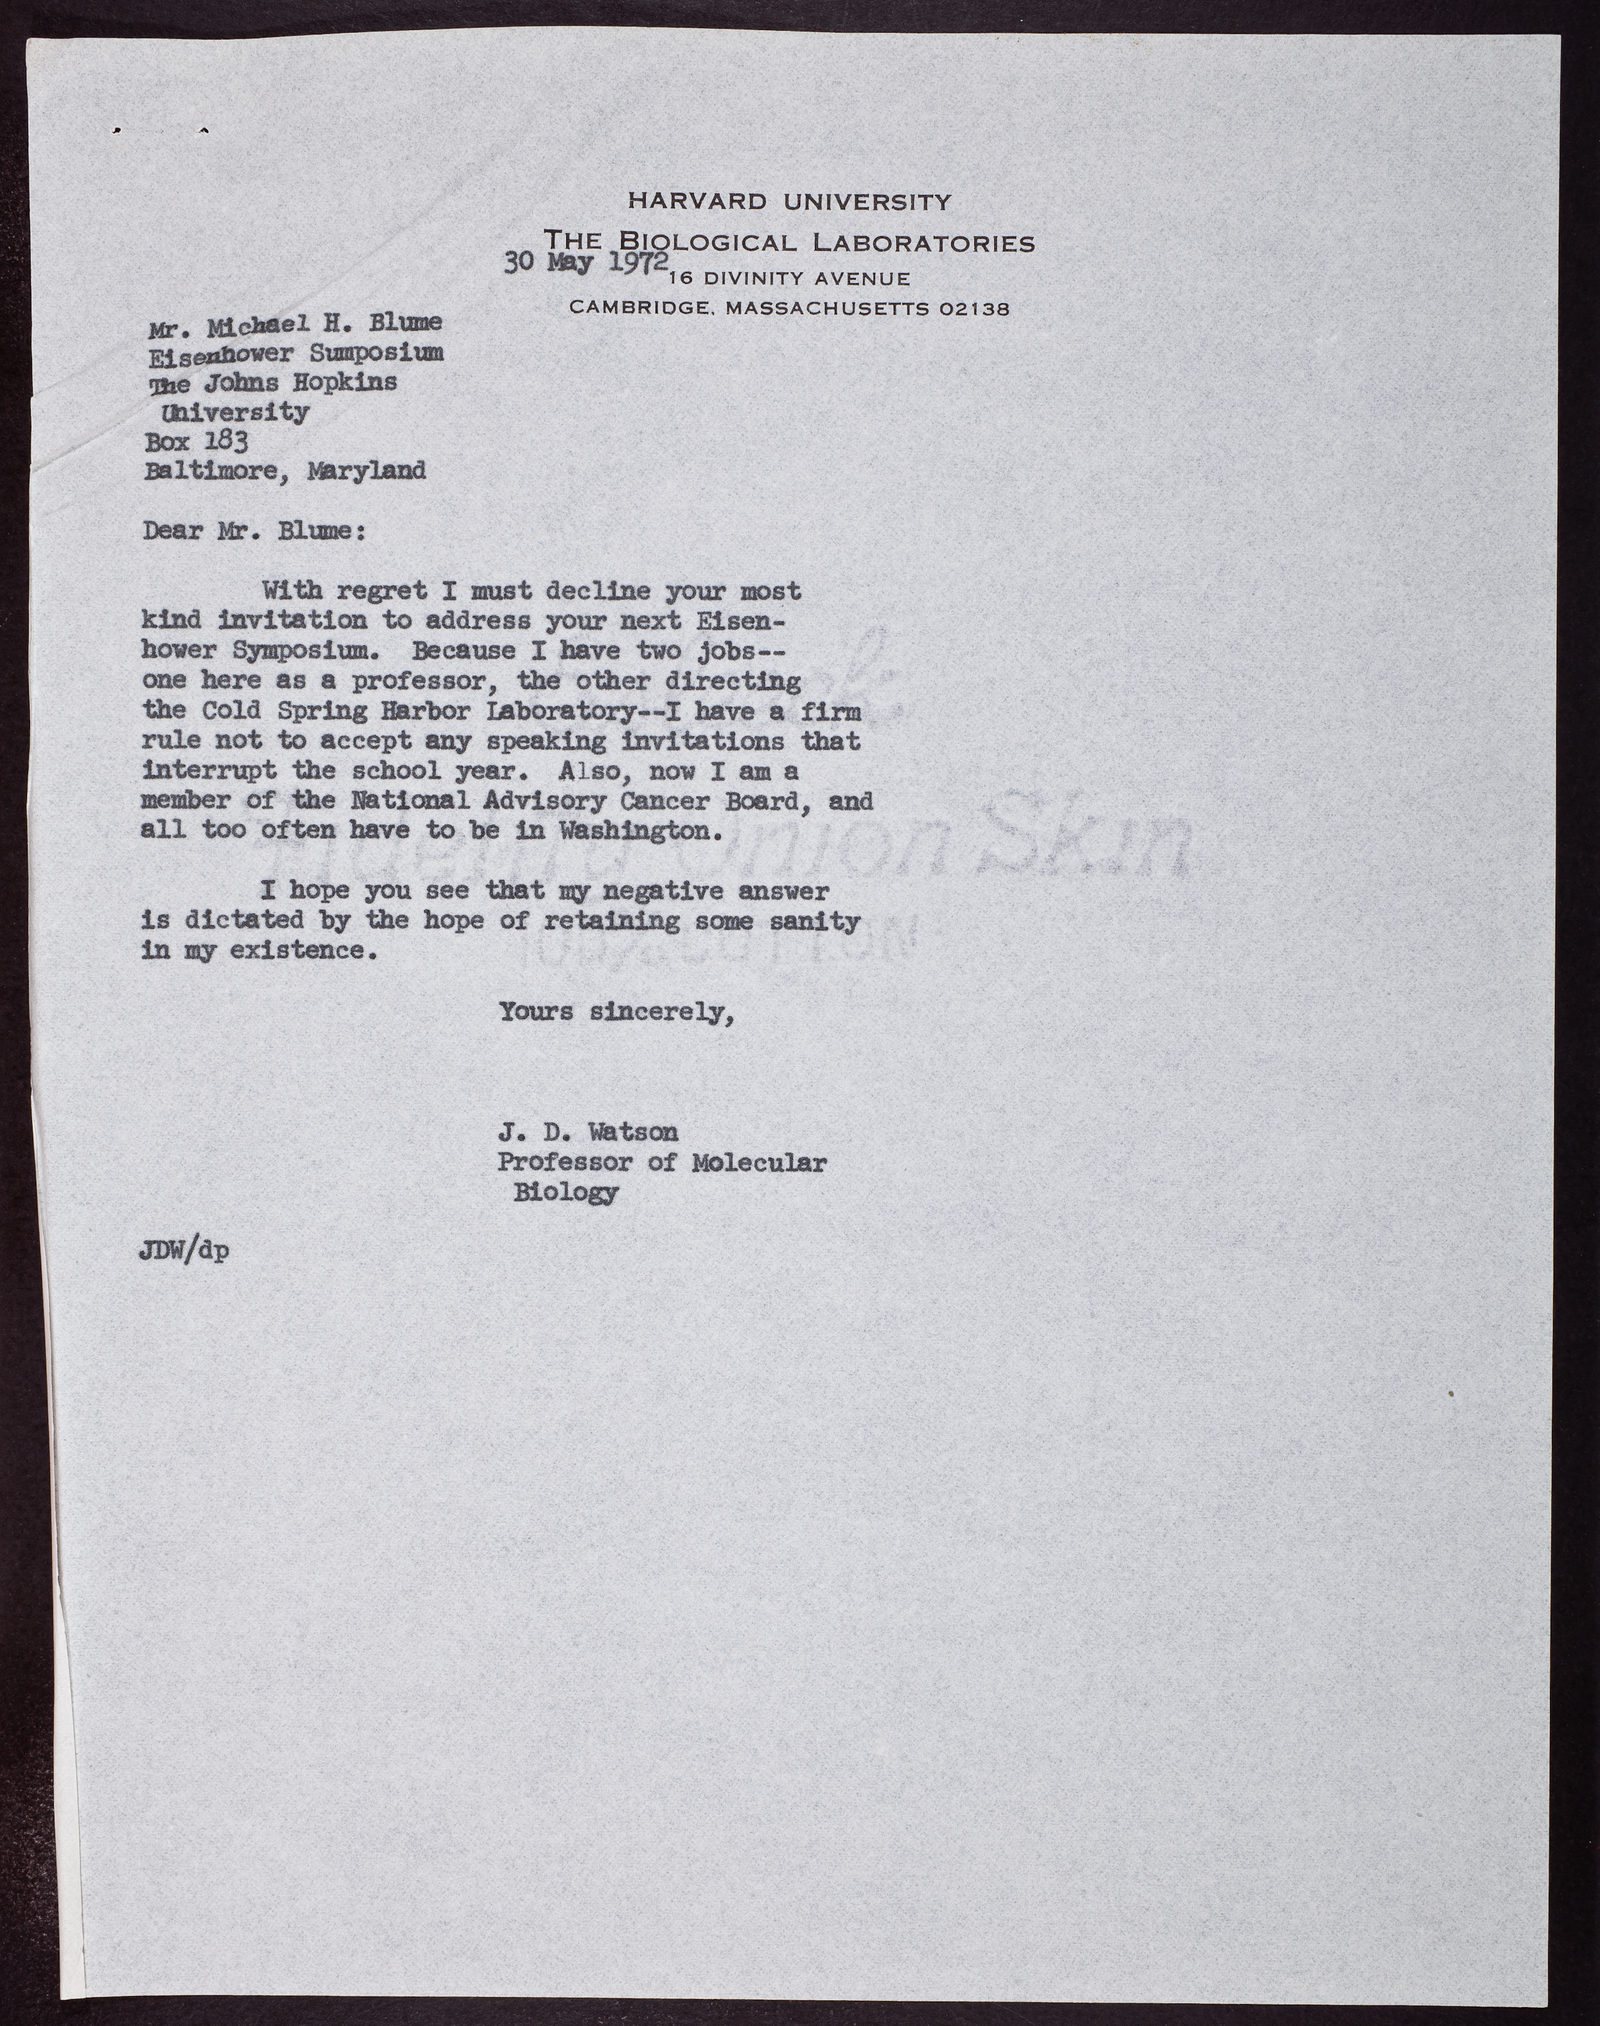 HARVARD UNIVERSITY
THE BIOLOGICAL LABORATORIES
30 May 1972
16 DIVINITY AVENUE
CAMBRIDGE, MASSACHUSETTS 02138
Mr. Michael H. Blume
Eisenhower Sumposium
The Johns Hopkins
University
Box 183
Baltimore, Maryland
Dear Mr. Blume:
With regret I must decline your most
kind invitation to address your next Eisen-
hower Symposium. Because I have two jobs--
one here as a professor, the other directing
the Cold Spring Harbor Laboratory--I have a firm
rule not to accept any speaking invitations that
interrupt the school year. Also, now I am a
member of the National Advisory Cancer Board, and
all too often have to be in Washington.
I hope you see that my negative answer
is dictated by the hope of retaining some sanity
in my existence.
Yours sincerely,
J. D. Watson
Professor of Molecular
Biology
JDW/dp
Onion Skin